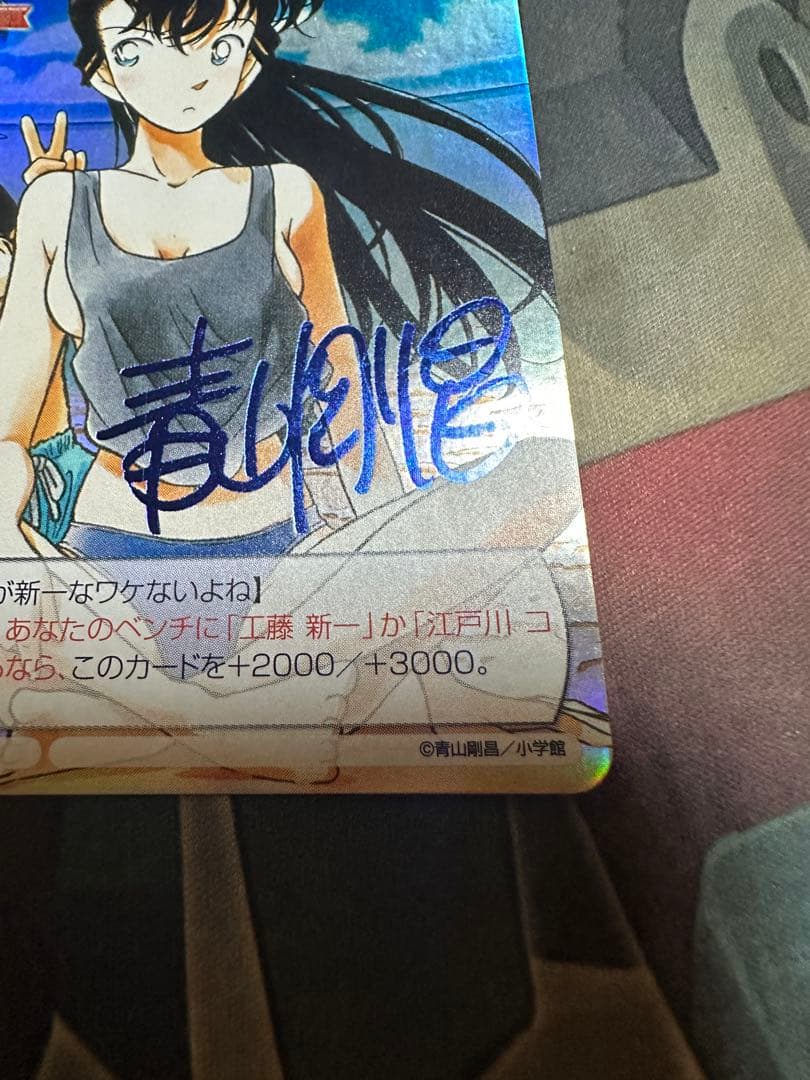 青山剛昌
が新一なワケないよね】
あなたのベンチに「工藤 新一」か「江戸川 コ
るなら、このカードを+2000/+3000。
©青山剛昌/小学館